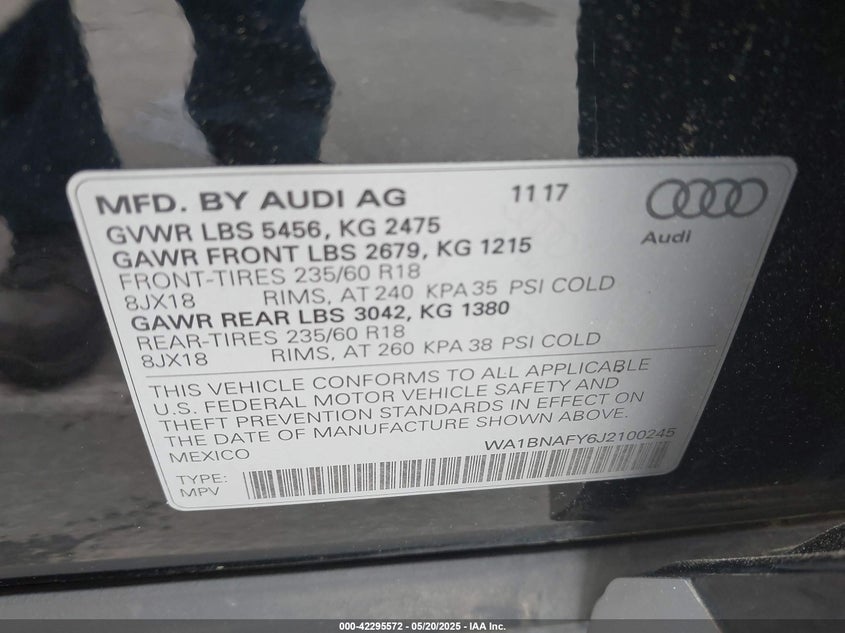 MFD. BY AUDI AG 11 17
Audi
GVWR LBS 5456, KG 2475
GAWR FRONT LBS 2679, KG 1215
FRONT-TIRES 235/60 R18
8JX18 RIMS, AT 240 KPA 35 PSI COLD
GAWR REAR LBS 3042, KG 1380
REAR-TIRES 235/60 R18
8JX18 RIMS, AT 260 KPA 38 PSI COLD
THIS VEHICLE CONFORMS TO ALL APPLICABLE
U.S. FEDERAL MOTOR VEHICLE SAFETY AND
THEFT PREVENTION STANDARDS IN EFFECT ON
THE DATE OF MANUFACTURE SHOWN ABOVE.
MEXICO WA1BNAFY6J2100245
TYPE:
MPV
000-42295572 - 05/20/2025 - IAA Inc.